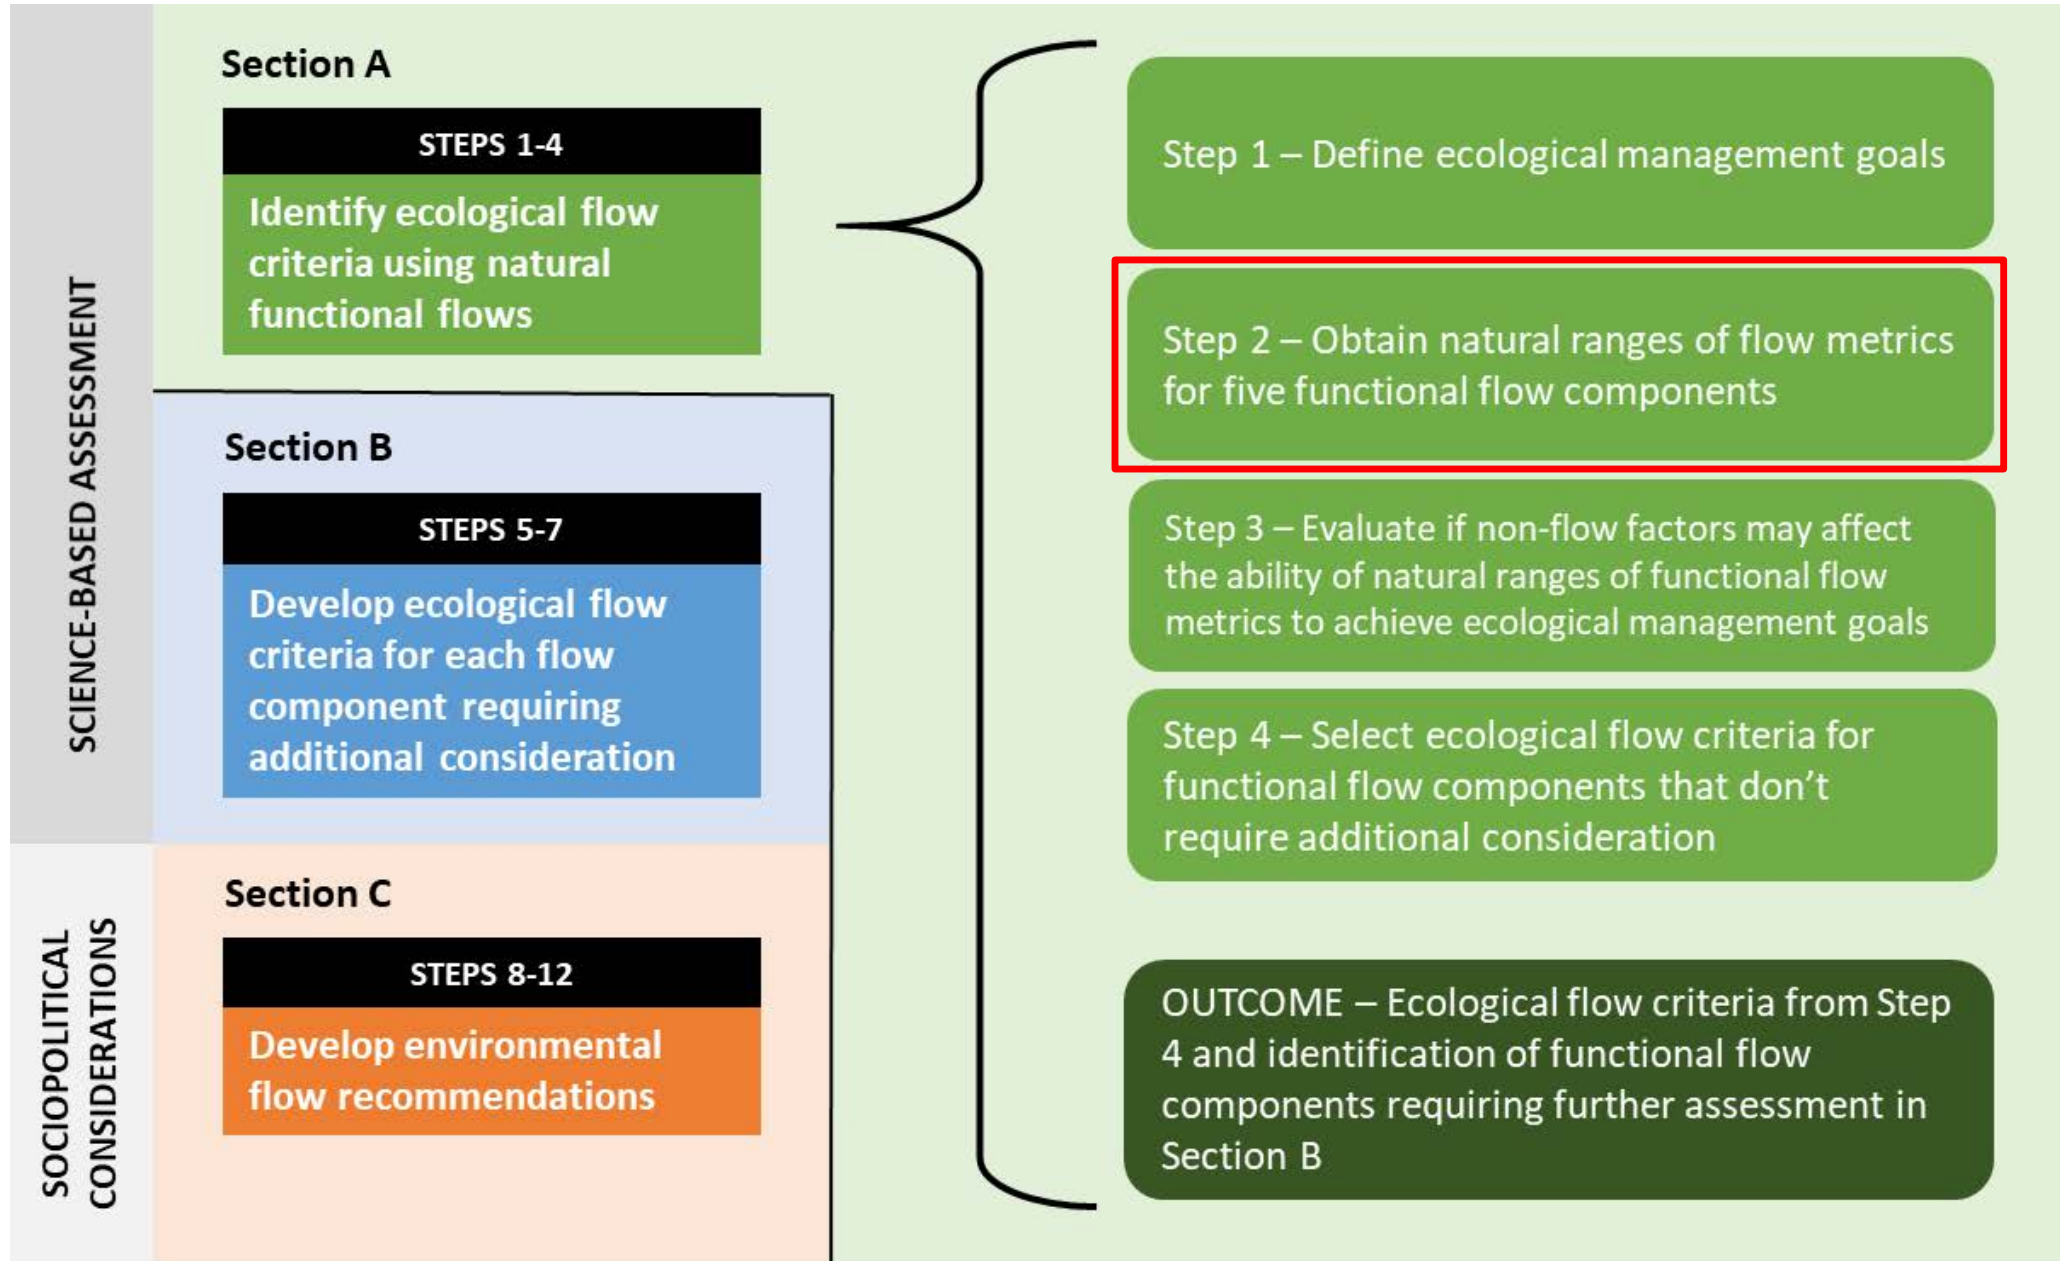 SCIENCE-BASED ASSESSMENT
SOCIOPOLITICAL
CONSIDERATIONS
Section A
STEPS 1-4
Identify ecological flow
criteria using natural
functional flows
Section B
STEPS 5-7
Develop ecological flow
criteria for each flow
component requiring
additional consideration
Section C
STEPS 8-12
Develop environmental
flow recommendations
Step 1 – Define ecological management goals
Step 2 – Obtain natural ranges of flow metrics
for five functional flow components
Step 3 – Evaluate if non-flow factors may affect
the ability of natural ranges of functional flow
metrics to achieve ecological management goals
Step 4 – Select ecological flow criteria for
functional flow components that don’t
require additional consideration
OUTCOME – Ecological flow criteria from Step
4 and identification of functional flow
components requiring further assessment in
Section B